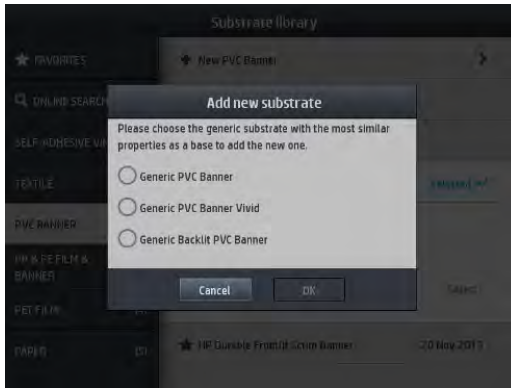 Substrate library
FAVORITES
New PVC Banner
ONLINE SEARCH
SELF-ADHESIVE
TEXTILE
PVC BANNER
PP & PE FILM &
BANNER
PET FILM
PAPER
(5)
HP Durable Frontlit Scrim Banner
20 Nov 2013
Add new substrate
Please choose the generic substrate with the most similar
properties as a base to add the new one.
Generic PVC Banner
Generic PVC Banner Vivid
Generic Backlit PVC Banner
Cancel
OK